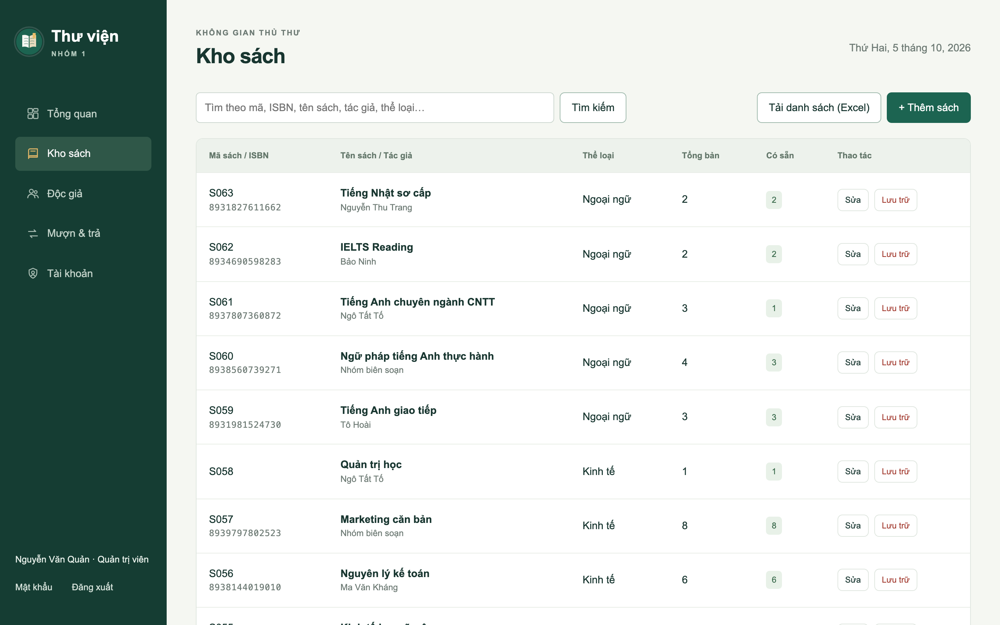 Thư viện
NHÓM 1
Tổng quan
Kho sách
Độc giả
Mượn & trả
Tài khoản
Nguyễn Văn Quản · Quản trị viên
Mật khẩu Đăng xuất
KHÔNG GIAN THỦ THƯ
Kho sách
Thứ Hai, 5 tháng 10, 2026
Tìm theo mã, ISBN, tên sách, tác giả, thể loại… Tìm kiếm Tải danh sách (Excel) + Thêm sách
Mã sách / ISBN Tên sách / Tác giả Thể loại Tổng bản Có sẵn Thao tác
S063 Tiếng Nhật sơ cấp Ngoại ngữ 2 2 Sửa Lưu trữ
8931827611662 Nguyễn Thu Trang
S062 IELTS Reading Ngoại ngữ 2 2 Sửa Lưu trữ
8934690598283 Bảo Ninh
S061 Tiếng Anh chuyên ngành CNTT Ngoại ngữ 3 1 Sửa Lưu trữ
8937807360872 Ngô Tất Tố
S060 Ngữ pháp tiếng Anh thực hành Ngoại ngữ 4 3 Sửa Lưu trữ
8938560739271 Nhóm biên soạn
S059 Tiếng Anh giao tiếp Ngoại ngữ 3 3 Sửa Lưu trữ
8931981524730 Tô Hoài
S058 Quản trị học Kinh tế 1 1 Sửa Lưu trữ
Ngô Tất Tố
S057 Marketing căn bản Kinh tế 8 8 Sửa Lưu trữ
8939797802523 Nhóm biên soạn
S056 Nguyên lý kế toán Kinh tế 6 6 Sửa Lưu trữ
8938144019010 Ma Văn Kháng